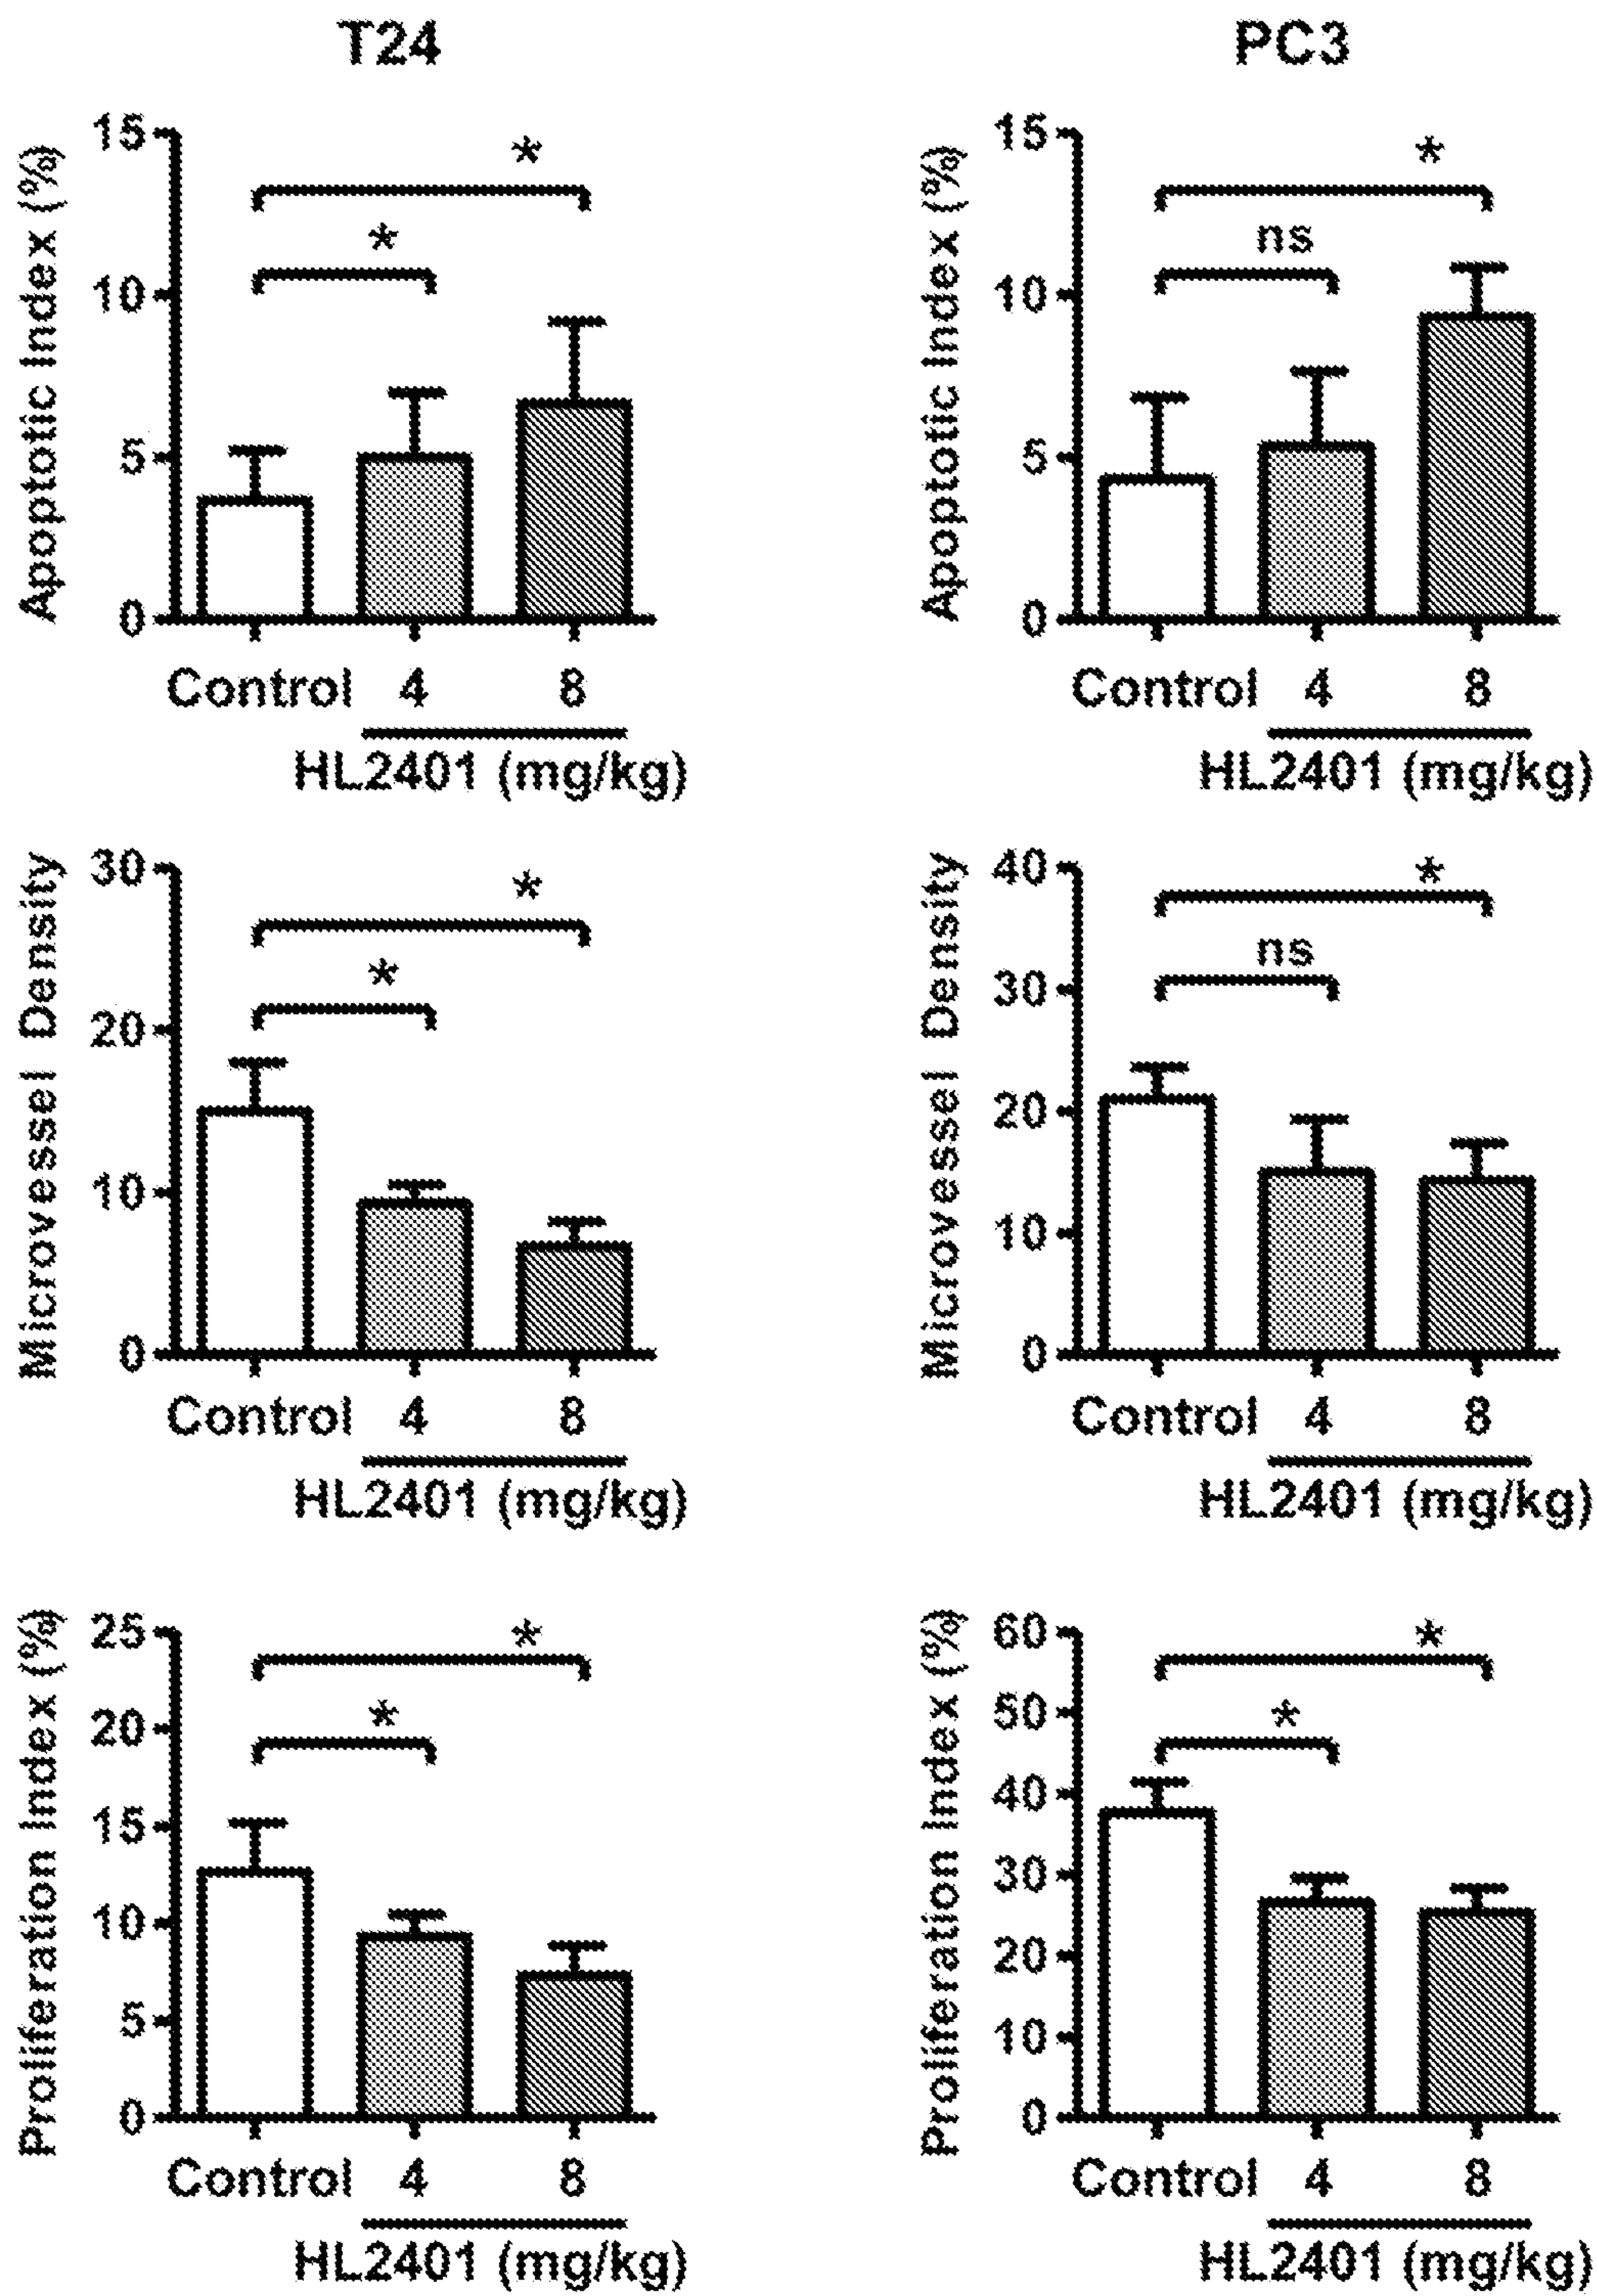 T24
PC3
Apoptotic Index (%)
15
10
5
0
*
*
Control 4 8
HL2401 (mg/kg)
Apoptotic Index (%)
15
10
5
0
*
ns
Control 4 8
HL2401 (mg/kg)
Microvessel Density
30
20
10
0
*
*
Control 4 8
HL2401 (mg/kg)
Microvessel Density
40
30
20
10
0
*
ns
Control 4 8
HL2401 (mg/kg)
Proliferation Index (%)
25
20
15
10
5
0
*
*
Control 4 8
HL2401 (mg/kg)
Proliferation Index (%)
60
50
40
30
20
10
0
*
*
Control 4 8
HL2401 (mg/kg)